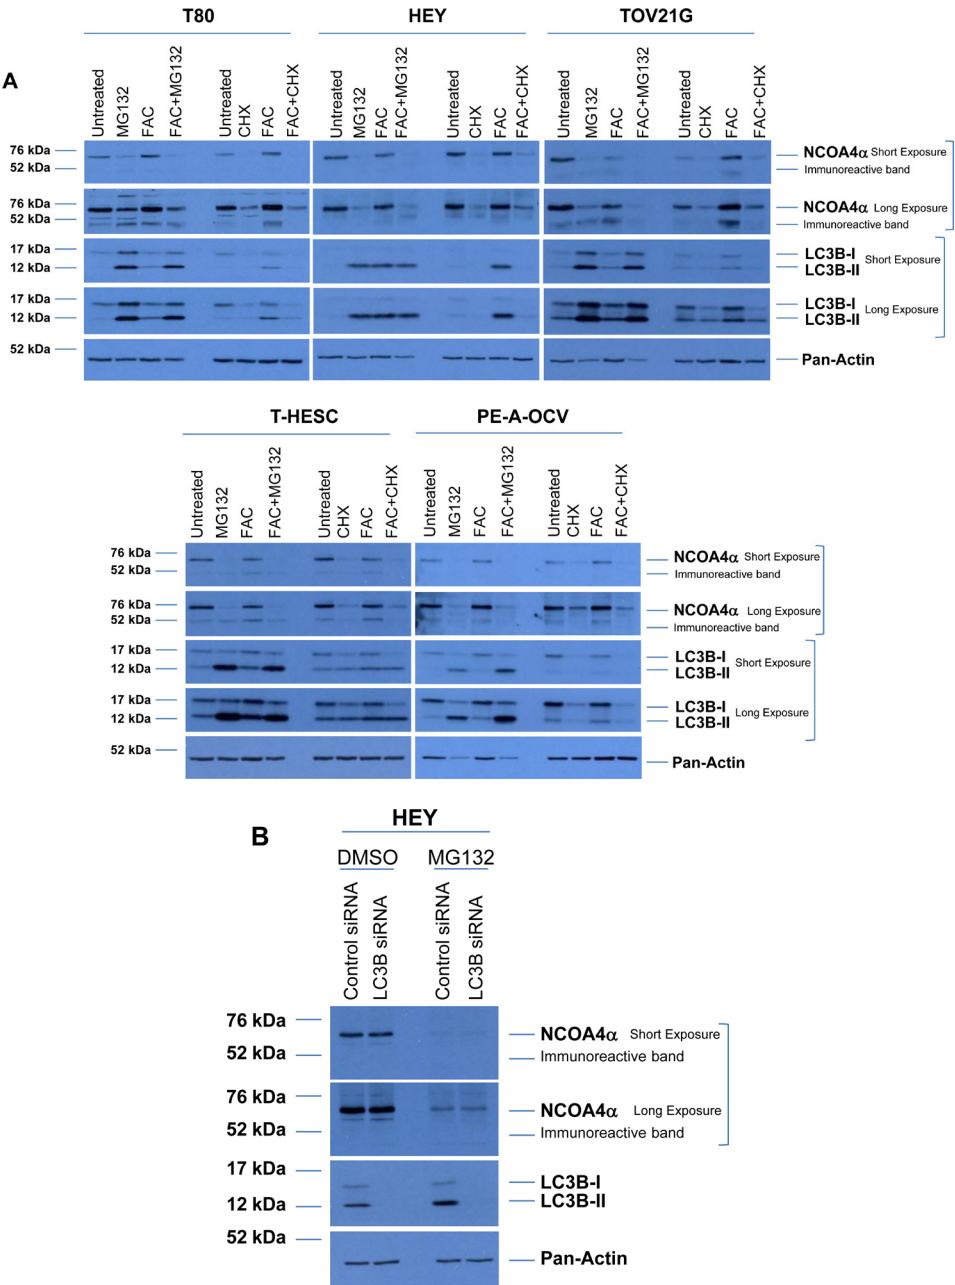 T80 HEY TOV21G
A
Untreated MG132 FAC FAC+MG132 Untreated CHX FAC FAC+CHX Untreated MG132 FAC FAC+MG132 Untreated CHX FAC FAC+CHX Untreated MG132 FAC FAC+MG132 Untreated CHX FAC FAC+CHX
76 kDa NCOA4α Short Exposure
52 kDa Immunoreactive band
76 kDa NCOA4α Long Exposure
52 kDa Immunoreactive band
17 kDa LC3B-I Short Exposure
12 kDa LC3B-II
17 kDa LC3B-I Long Exposure
12 kDa LC3B-II
52 kDa Pan-Actin
T-HESC PE-A-OCV
Untreated MG132 FAC FAC+MG132 Untreated CHX FAC FAC+CHX Untreated MG132 FAC FAC+MG132 Untreated CHX FAC FAC+CHX
76 kDa NCOA4α Short Exposure
52 kDa Immunoreactive band
76 kDa NCOA4α Long Exposure
52 kDa Immunoreactive band
17 kDa LC3B-I Short Exposure
12 kDa LC3B-II
17 kDa LC3B-I Long Exposure
12 kDa LC3B-II
52 kDa Pan-Actin
B HEY
DMSO MG132
Control siRNA LC3B siRNA Control siRNA LC3B siRNA
76 kDa NCOA4α Short Exposure
52 kDa Immunoreactive band
76 kDa NCOA4α Long Exposure
52 kDa Immunoreactive band
17 kDa LC3B-I
12 kDa LC3B-II
52 kDa Pan-Actin